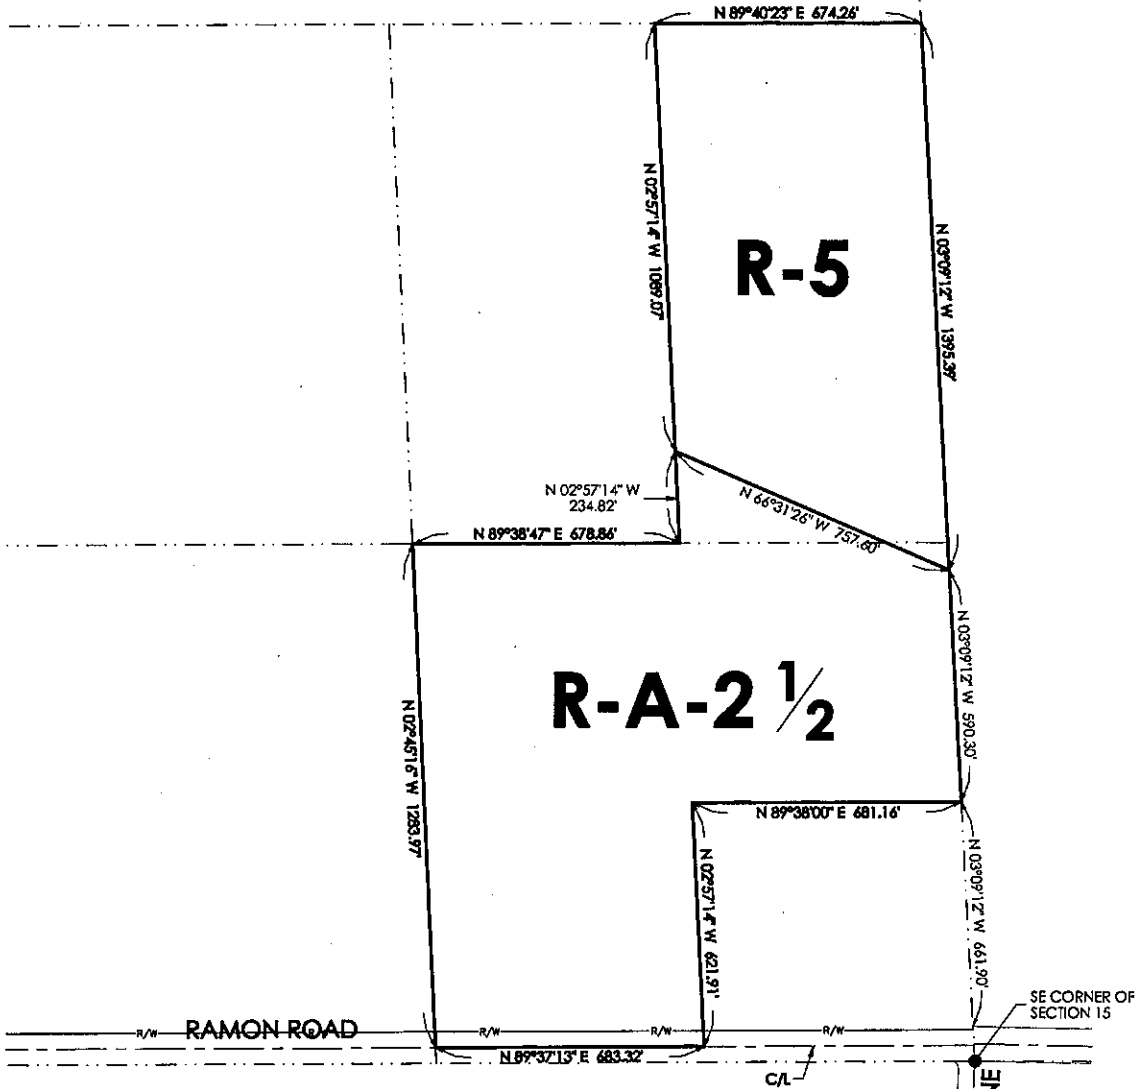 N 89°40'23" E 674.26'
N 02°57'14" W 1089.07'
R-5
N 03°09'12" W 1395.39'
N 02°57'14" W
234.82'
N 66°31'26" W 757.60'
N 89°38'47" E 678.86'
R-A-2 1/2
N 03°09'12" W 590.30'
N 02°45'16" W 1283.97'
N 89°38'00" E 681.16'
N 02°57'14" W 621.91'
N 03°09'12" W 661.90'
SE CORNER OF
SECTION 15
R/W RAMON ROAD R/W R/W R/W
N 89°37'13" E 683.32'
C/L
NE